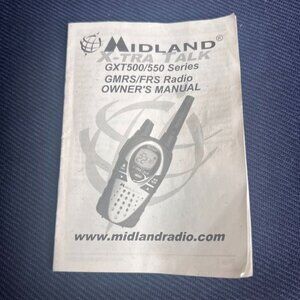 MIDLAND®
X-TRA TALK
GXT500/550 Series
GMRS/FRS Radio
OWNER'S MANUAL
www.midlandradio.com